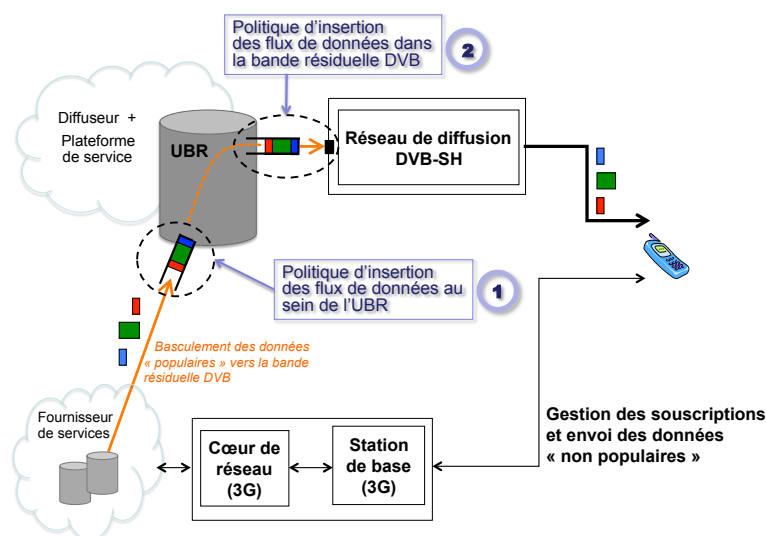 Politique d'insertion
des flux de données dans
la bande résiduelle DVB
2
Diffuseur +
Plateforme
de service
UBR
Réseau de diffusion
DVB-SH
Politique d'insertion
des flux de données au
sein de l'UBR
1
Basculement des données
« populaires » vers la bande
résiduelle DVB
Fournisseur
de services
Cœur de
réseau
(3G)
Station
de base
(3G)
Gestion des souscriptions
et envoi des données
« non populaires »